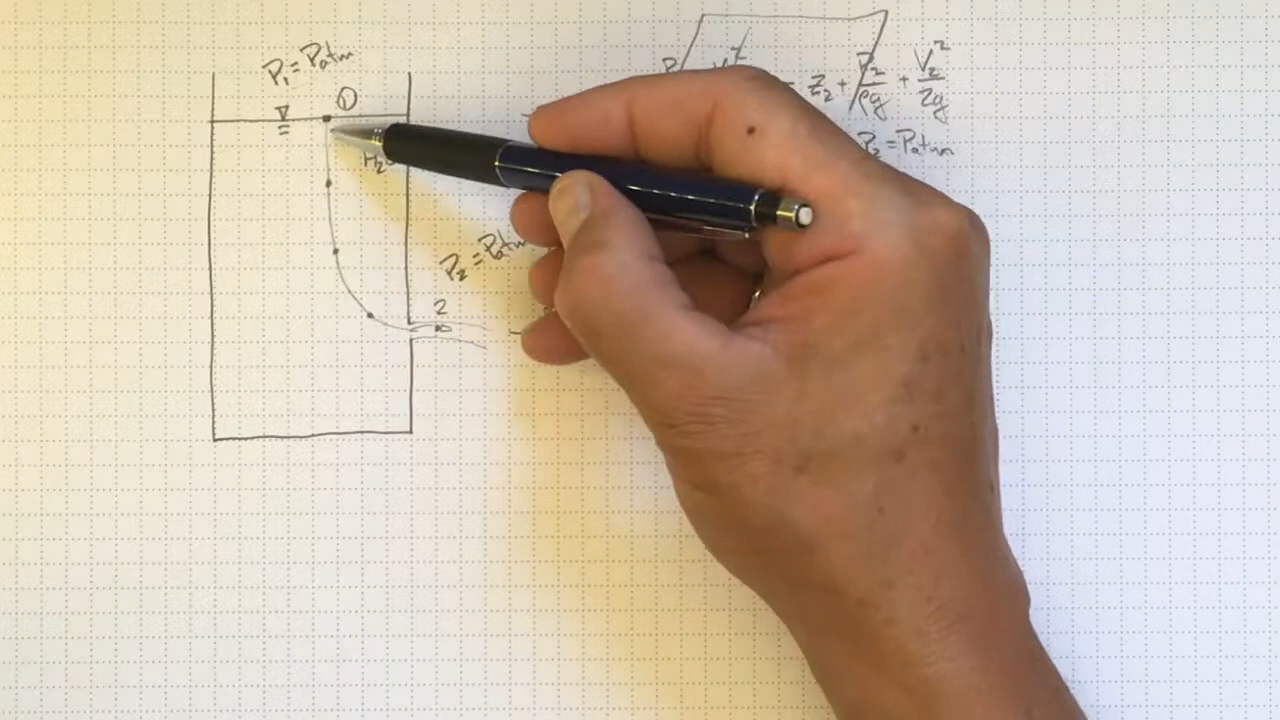 P₁ = Patm
①
H₂O
P₂ = Patm
2
= Z₂ + P₂/ρg + V₂²/2g
P₂ = Patm